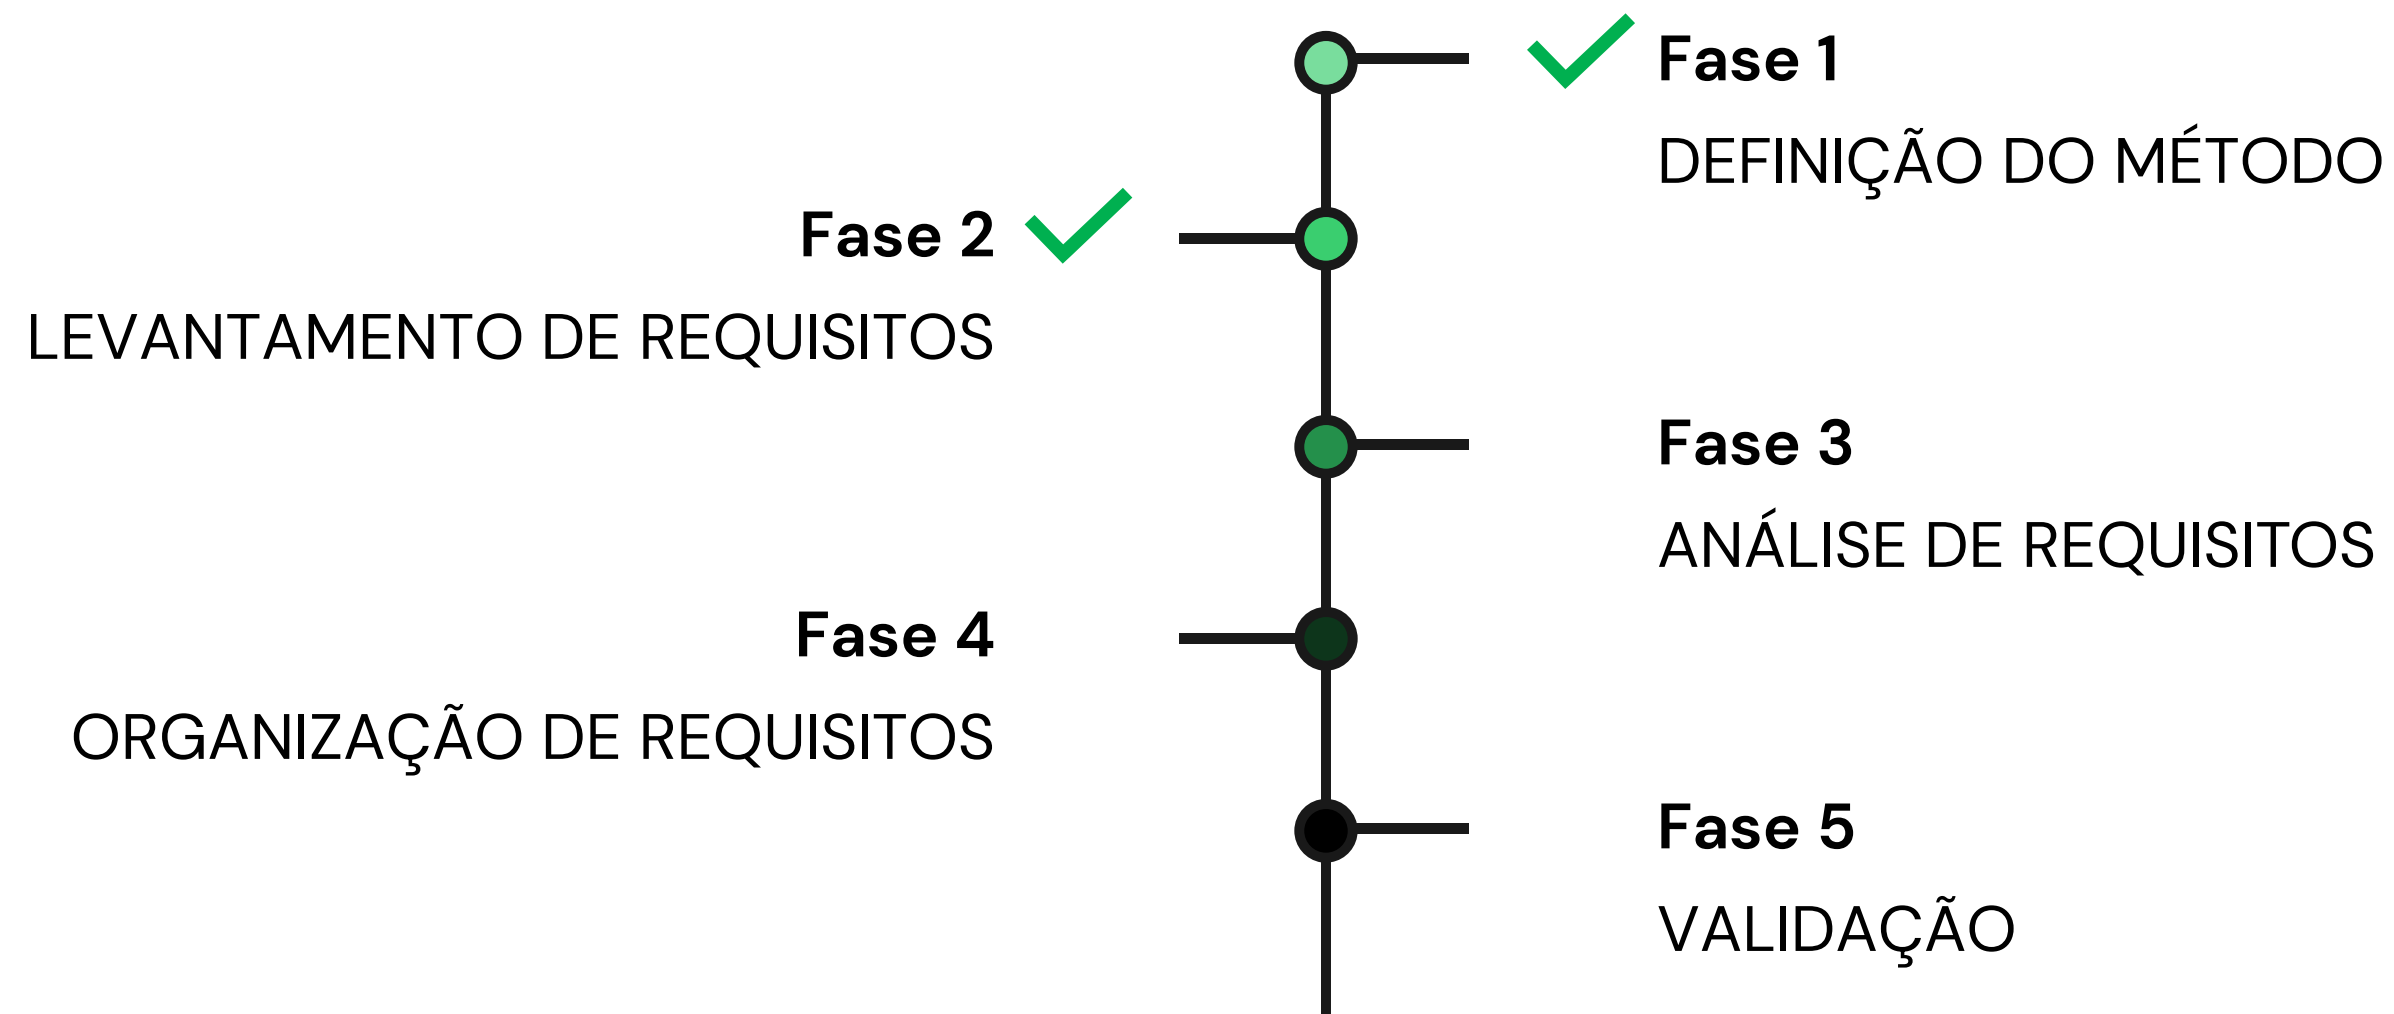 Fase 1
DEFINIÇÃO DO MÉTODO
Fase 2
LEVANTAMENTO DE REQUISITOS
Fase 3
ANÁLISE DE REQUISITOS
Fase 4
ORGANIZAÇÃO DE REQUISITOS
Fase 5
VALIDAÇÃO